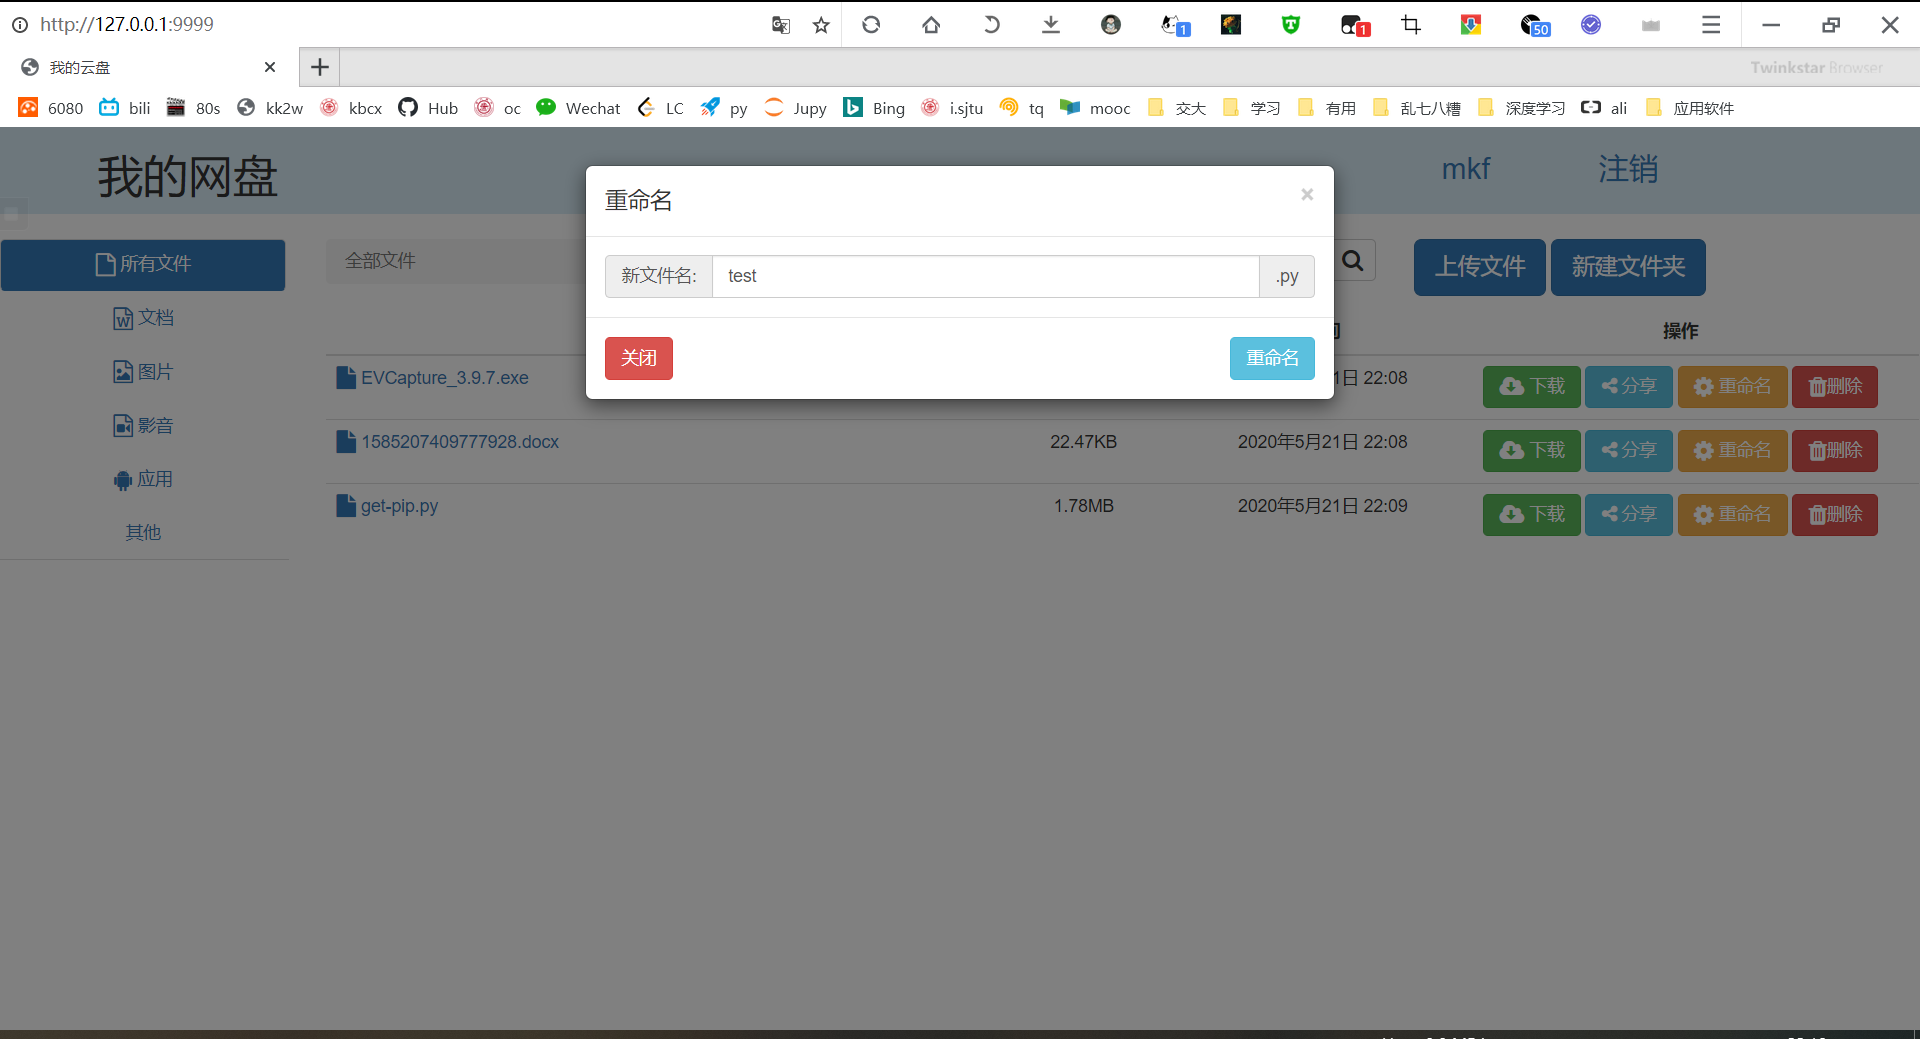 http://127.0.0.1:9999
1
1
50
我的云盘
Twinkstar Browser
6080 bili 80s kk2w kbcx Hub oc Wechat LC py Jupy Bing i.sjtu tq mooc 交大 学习 有用 乱七八糟 深度学习 ali 应用软件
我的网盘
mkf
注销
重命名
×
新文件名: test .py
关闭
重命名
所有文件
文档
图片
影音
应用
其他
全部文件
上传文件 新建文件夹
操作
EVCapture_3.9.7.exe 1日 22:08 下载 分享 重命名 删除
1585207409777928.docx 22.47KB 2020年5月21日 22:08 下载 分享 重命名 删除
get-pip.py 1.78MB 2020年5月21日 22:09 下载 分享 重命名 删除